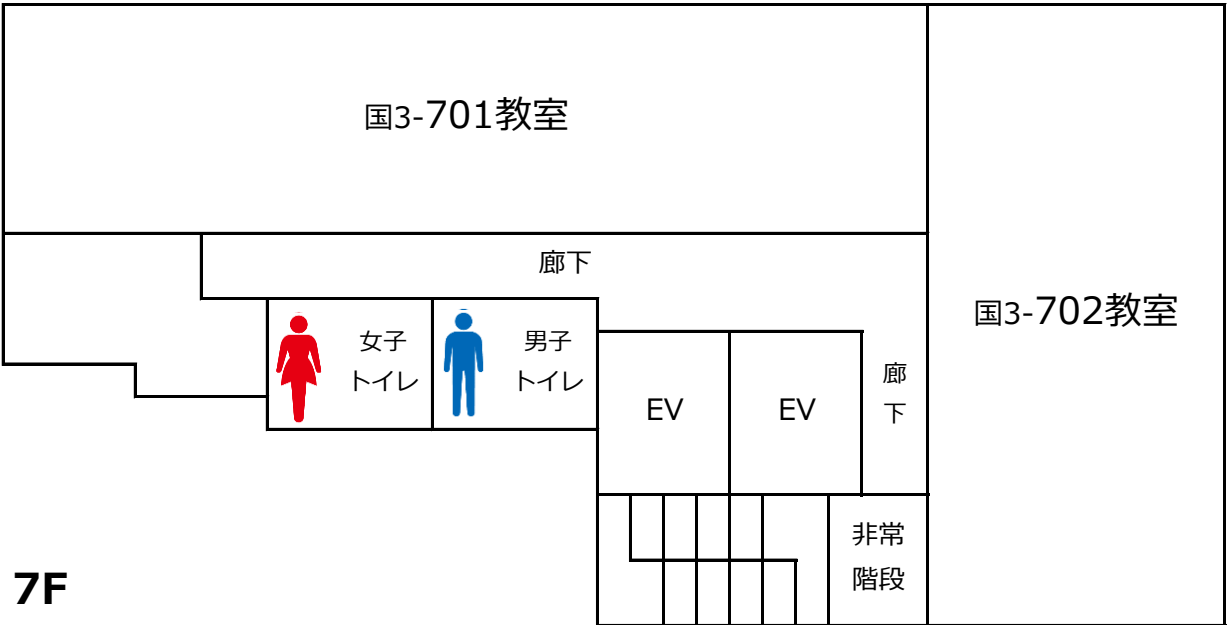 国3-701教室
廊下
国3-702教室
女子
トイレ
男子
トイレ
EV
EV
廊
下
非常
階段
7F